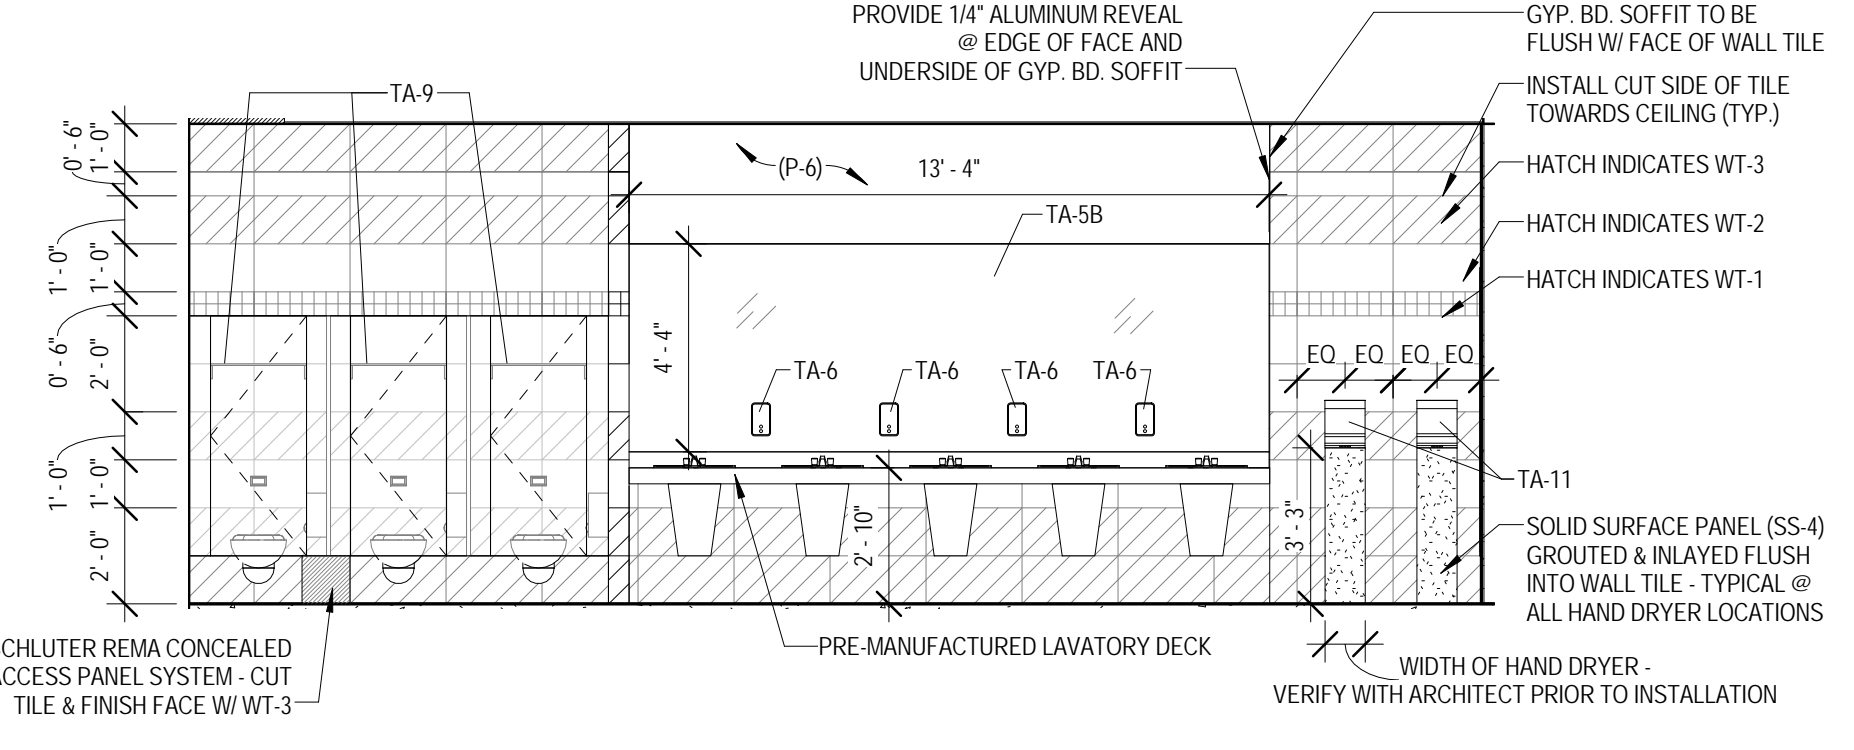 PROVIDE 1/4" ALUMINUM REVEAL
@ EDGE OF FACE AND
UNDERSIDE OF GYP. BD. SOFFIT
GYP. BD. SOFFIT TO BE
FLUSH W/ FACE OF WALL TILE
INSTALL CUT SIDE OF TILE
TOWARDS CEILING (TYP.)
HATCH INDICATES WT-3
HATCH INDICATES WT-2
HATCH INDICATES WT-1
TA-9
(P-6)
13' - 4"
TA-5B
0' - 6"
1' - 0"
1' - 0"
1' - 0"
0' - 6"
2' - 0"
1' - 0"
1' - 0"
2' - 0"
4' - 4"
TA-6
TA-6
TA-6
TA-6
EQ
EQ
EQ
EQ
2' - 10"
3' - 3"
TA-11
SOLID SURFACE PANEL (SS-4)
GROUTED & INLAYED FLUSH
INTO WALL TILE - TYPICAL @
ALL HAND DRYER LOCATIONS
CHLUTER REMA CONCEALED
ACCESS PANEL SYSTEM - CUT
TILE & FINISH FACE W/ WT-3
PRE-MANUFACTURED LAVATORY DECK
WIDTH OF HAND DRYER -
VERIFY WITH ARCHITECT PRIOR TO INSTALLATION